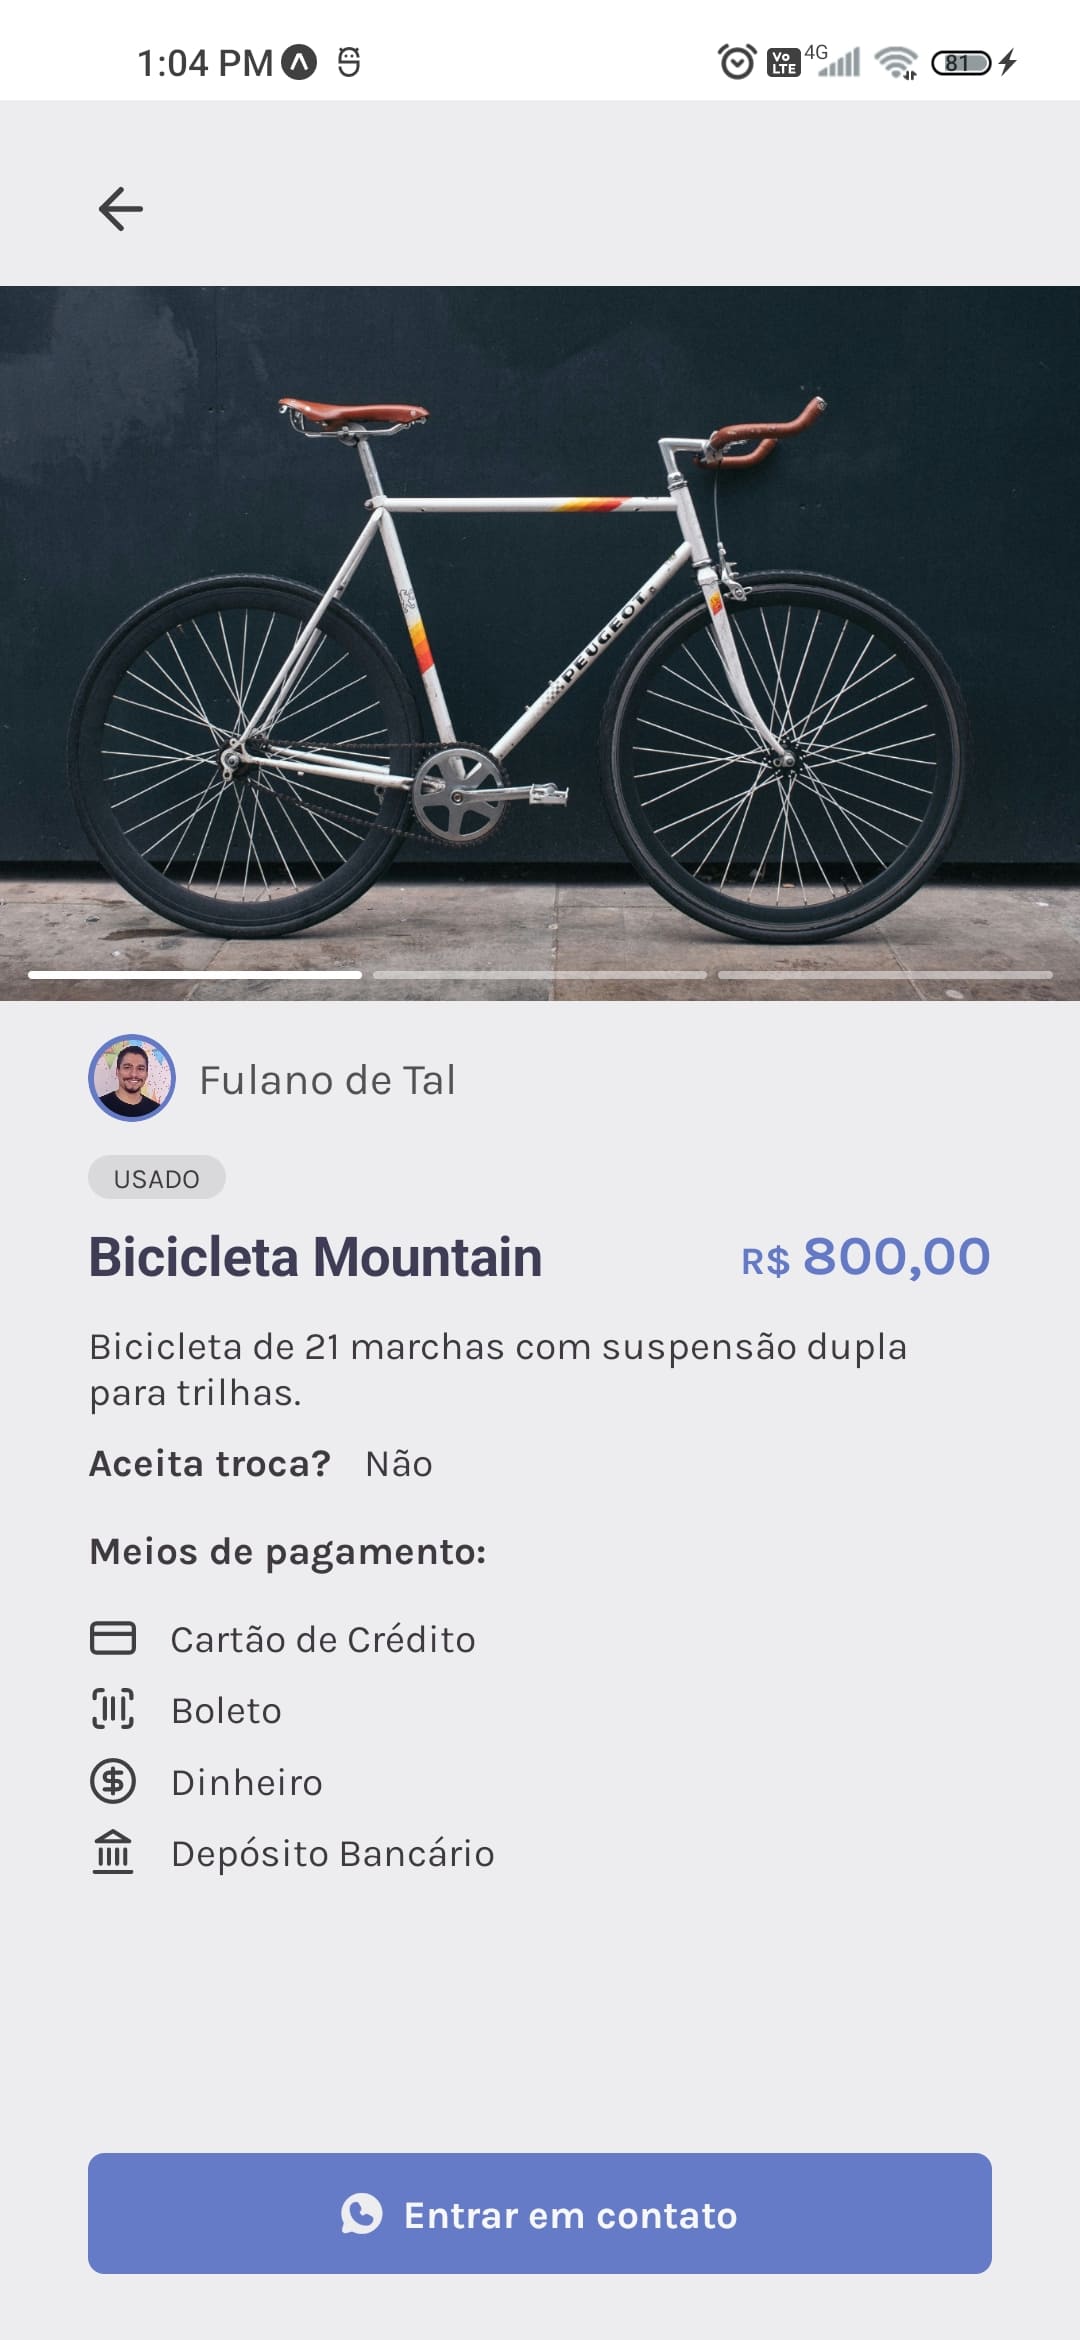 1:04 PM
Vo LTE
4G
81
PEUGEOT
Fulano de Tal
USADO
Bicicleta Mountain
R$ 800,00
Bicicleta de 21 marchas com suspensão dupla
para trilhas.
Aceita troca? Não
Meios de pagamento:
Cartão de Crédito
Boleto
Dinheiro
Depósito Bancário
Entrar em contato